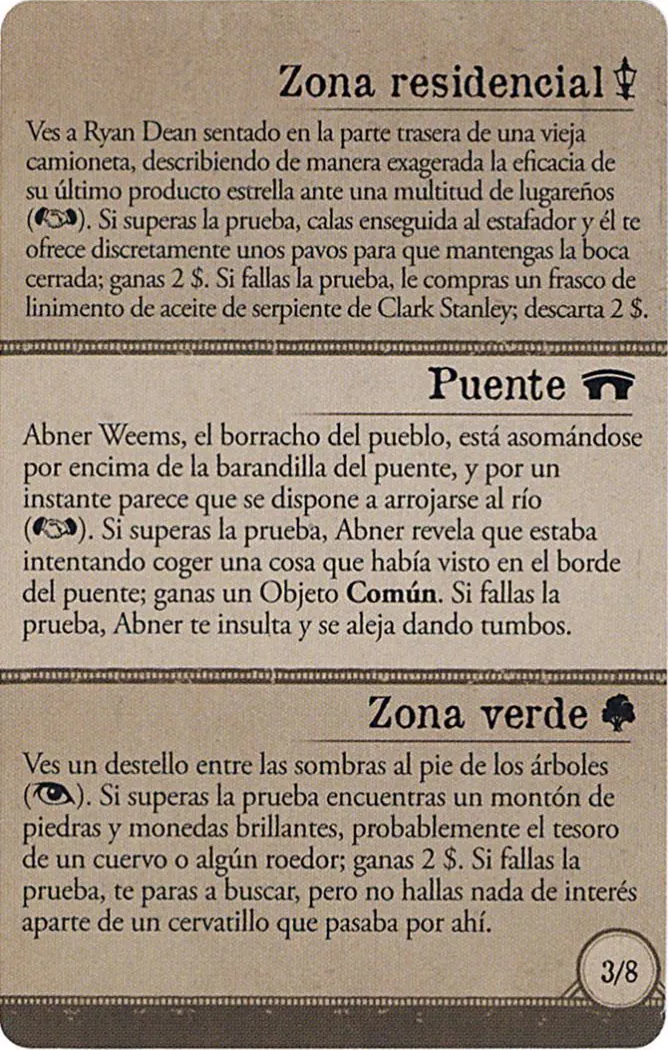 Zona residencial
Ves a Ryan Dean sentado en la parte trasera de una vieja
camioneta, describiendo de manera exagerada la eficacia de
su último producto estrella ante una multitud de lugareños
(). Si superas la prueba, calas enseguida al estafador y él te
ofrece discretamente unos pavos para que mantengas la boca
cerrada; ganas 2 $. Si fallas la prueba, le compras un frasco de
linimento de aceite de serpiente de Clark Stanley; descarta 2 $.
Puente
Abner Weems, el borracho del pueblo, está asomándose
por encima de la barandilla del puente, y por un
instante parece que se dispone a arrojarse al río
(). Si superas la prueba, Abner revela que estaba
intentando coger una cosa que había visto en el borde
del puente; ganas un Objeto Común. Si fallas la
prueba, Abner te insulta y se aleja dando tumbos.
Zona verde
Ves un destello entre las sombras al pie de los árboles
(). Si superas la prueba encuentras un montón de
piedras y monedas brillantes, probablemente el tesoro
de un cuervo o algún roedor; ganas 2 $. Si fallas la
prueba, te paras a buscar, pero no hallas nada de interés
aparte de un cervatillo que pasaba por ahí.
3/8